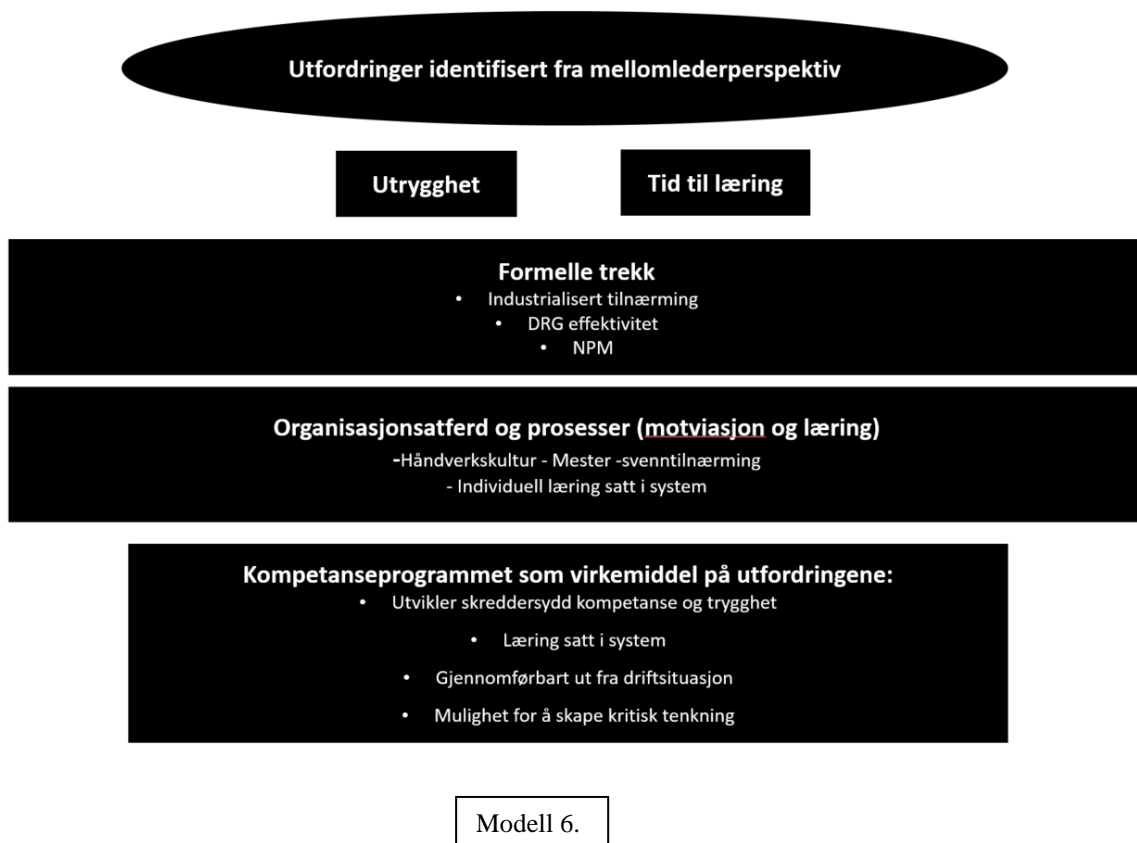 Utfordringer identifisert fra mellomlederperspektiv
Utrygghet
Tid til læring
Formelle trekk
• Industrialisert tilnærming
• DRG effektivitet
• NPM
Organisasjonsatferd og prosesser (motviasjon og læring)
-Håndverkskultur - Mester -svenntilnærming
- Individuell læring satt i system
Kompetanseprogrammet som virkemiddel på utfordringene:
• Utvikler skreddersydd kompetanse og trygghet
• Læring satt i system
• Gjennomførbart ut fra driftsituasjon
• Mulighet for å skape kritisk tenkning
Modell 6.